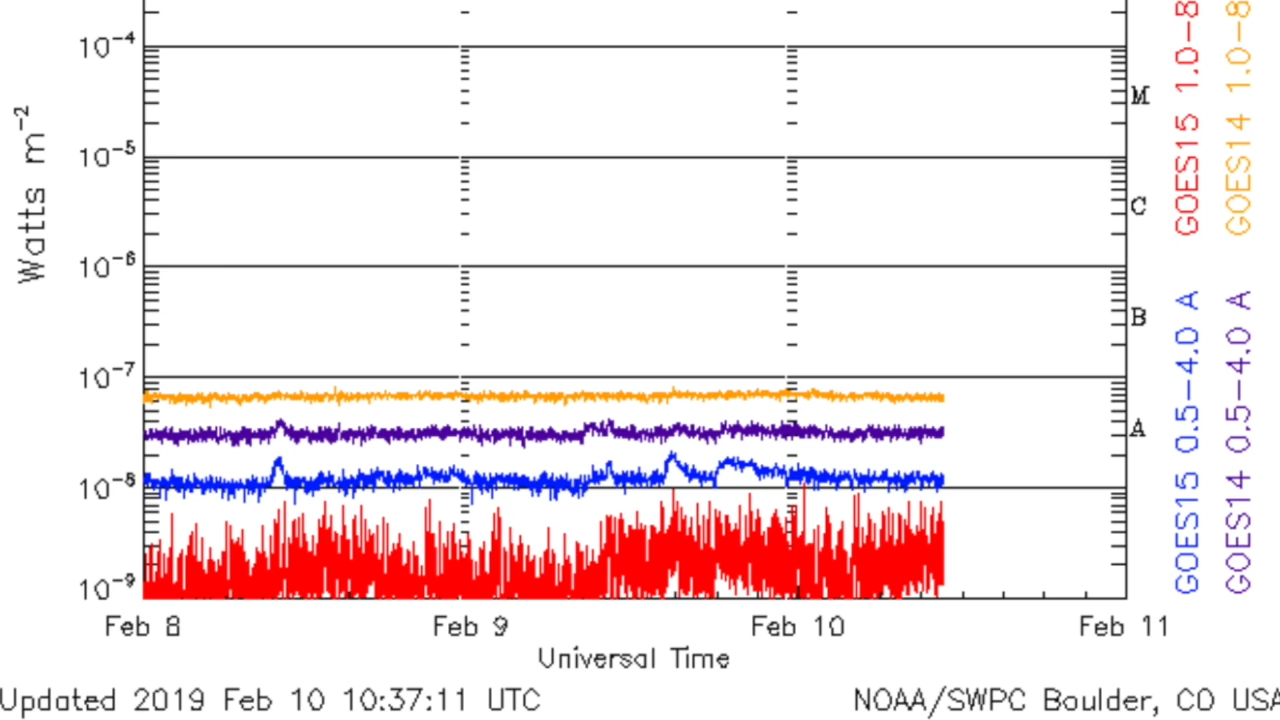 10-4
M
Watts m-2
10-5
C
10-6
B
10-7
A
10-8
10-9
Feb 8 Feb 9 Feb 10 Feb 11
Universal Time
Updated 2019 Feb 10 10:37:11 UTC
NOAA/SWPC Boulder, CO USA
GOES15 0.5-4.0 A GOES15 1.0-8
GOES14 0.5-4.0 A GOES14 1.0-8